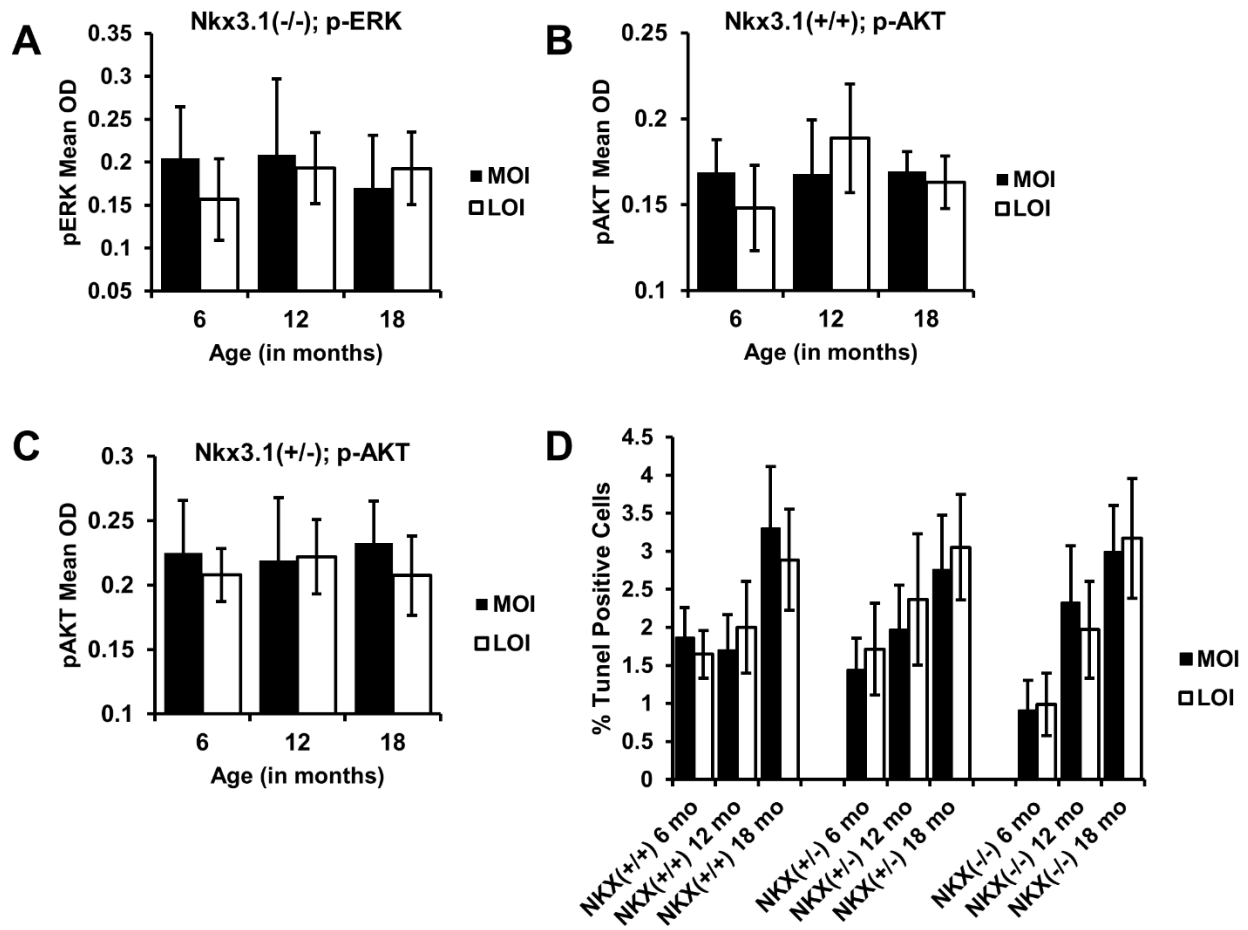 A
Nkx3.1(-/-); p-ERK
pERK Mean OD
0.35
0.3
0.25
0.2
0.15
0.1
0.05
6 12 18
Age (in months)
MOI
LOI
B
Nkx3.1(+/+); p-AKT
pAKT Mean OD
0.25
0.2
0.15
0.1
6 12 18
Age (in months)
MOI
LOI
C
Nkx3.1(+/-); p-AKT
pAKT Mean OD
0.3
0.25
0.2
0.15
0.1
6 12 18
Age (in months)
MOI
LOI
D
% Tunel Positive Cells
4.5
4
3.5
3
2.5
2
1.5
1
0.5
0
NKX(+/+) 6 mo
NKX(+/+) 12 mo
NKX(+/+) 18 mo
NKX(+/-) 6 mo
NKX(+/-) 12 mo
NKX(+/-) 18 mo
NKX(-/-) 6 mo
NKX(-/-) 12 mo
NKX(-/-) 18 mo
MOI
LOI